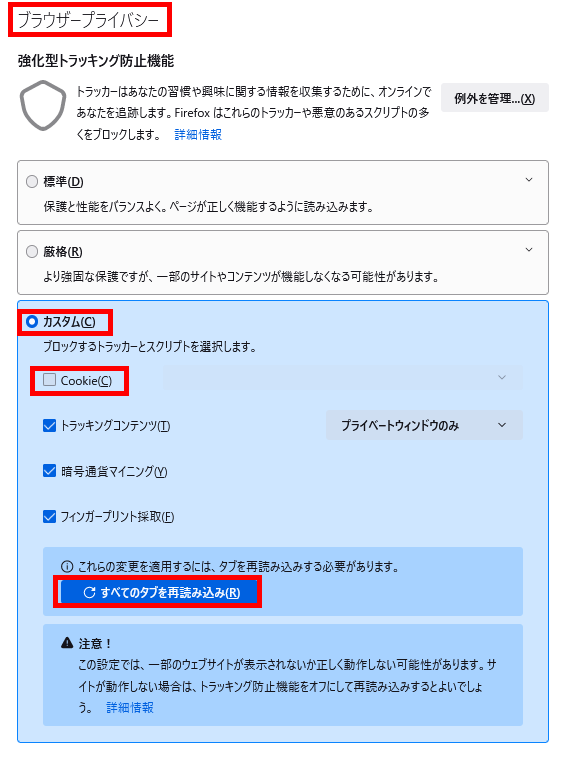 ブラウザープライバシー
強化型トラッキング防止機能
トラッカーはあなたの習慣や興味に関する情報を収集するために、オンラインで
あなたを追跡します。Firefox はこれらのトラッカーや悪意のあるスクリプトの多
くをブロックします。 詳細情報
例外を管理...(X)
標準(D)
保護と性能をバランスよく。ページが正しく機能するように読み込みます。
厳格(R)
より強固な保護ですが、一部のサイトやコンテンツが機能しなくなる可能性があります。
カスタム(C)
ブロックするトラッカーとスクリプトを選択します。
Cookie(C)
トラッキングコンテンツ(T)
プライベートウィンドウのみ
暗号通貨マイニング(Y)
フィンガープリント採取(F)
これらの変更を適用するには、タブを再読み込みする必要があります。
すべてのタブを再読み込み(R)
注意！
この設定では、一部のウェブサイトが表示されないか正しく動作しない可能性があります。サ
イトが動作しない場合は、トラッキング防止機能をオフにして再読み込みするとよいでしょ
う。 詳細情報